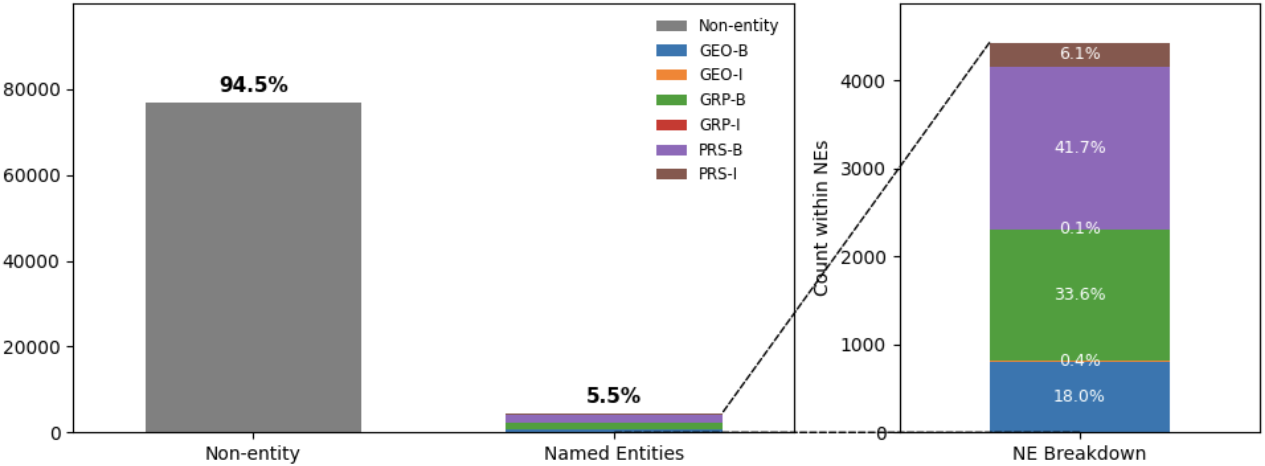 80000
60000
40000
20000
0
94.5%
5.5%
Non-entity
Named Entities
Non-entity
GEO-B
GEO-I
GRP-B
GRP-I
PRS-B
PRS-I
Count within NEs
4000
3000
2000
1000
0
6.1%
41.7%
0.1%
33.6%
0.4%
18.0%
NE Breakdown